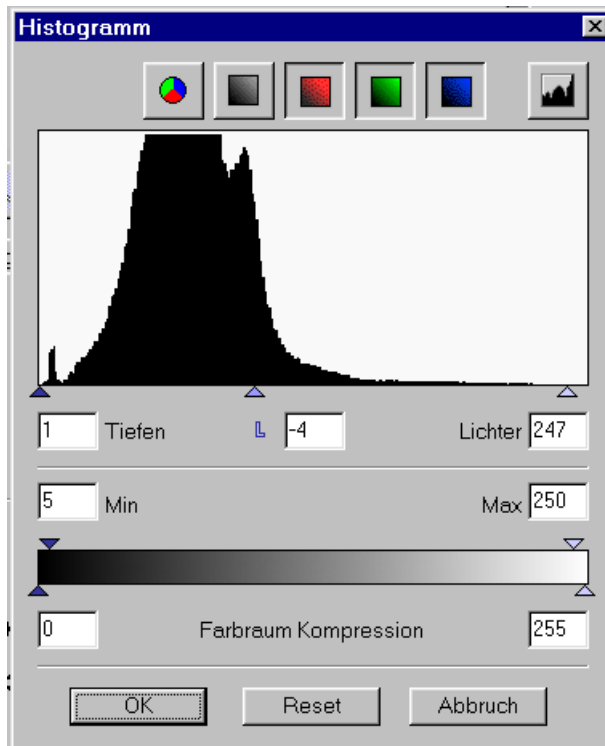 Histogramm
1 Tiefen L -4 Lichter 247
5 Min Max 250
0 Farbraum Kompression 255
OK Reset Abbruch